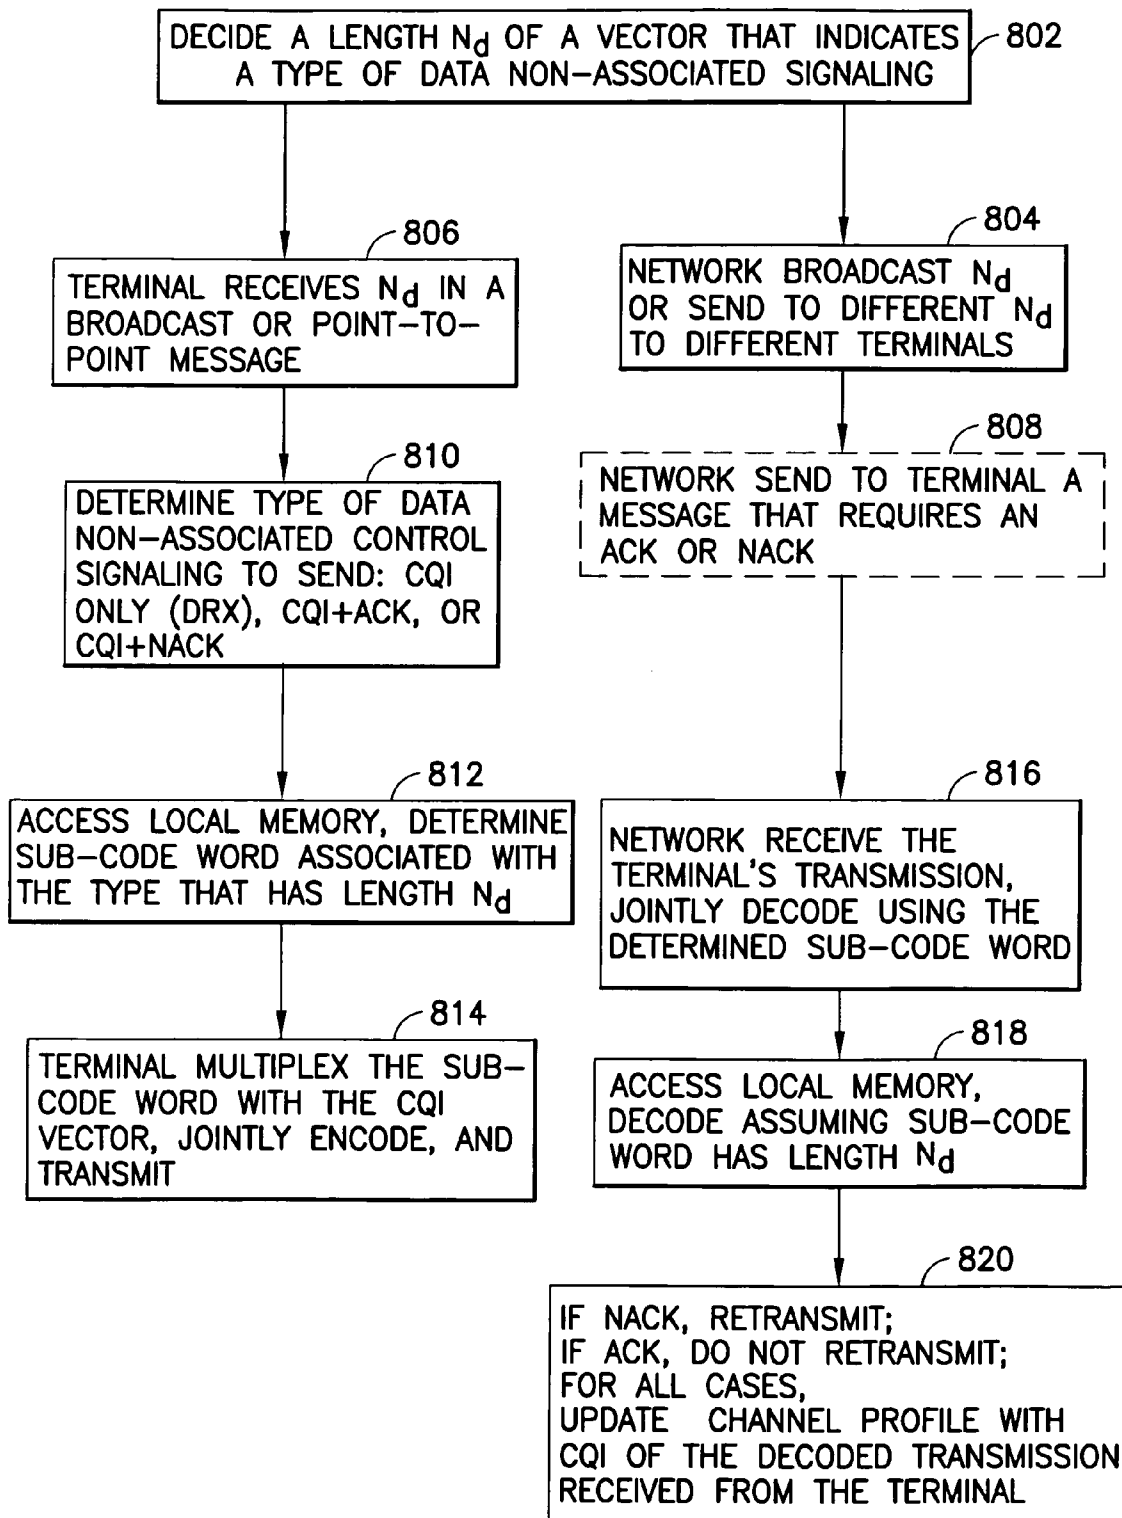 DECIDE A LENGTH Nd OF A VECTOR THAT INDICATES
A TYPE OF DATA NON-ASSOCIATED SIGNALING
802
806
TERMINAL RECEIVES Nd IN A
BROADCAST OR POINT-TO-
POINT MESSAGE
804
NETWORK BROADCAST Nd
OR SEND TO DIFFERENT Nd
TO DIFFERENT TERMINALS
810
DETERMINE TYPE OF DATA
NON-ASSOCIATED CONTROL
SIGNALING TO SEND: CQI
ONLY (DRX), CQI+ACK, OR
CQI+NACK
808
NETWORK SEND TO TERMINAL A
MESSAGE THAT REQUIRES AN
ACK OR NACK
812
ACCESS LOCAL MEMORY, DETERMINE
SUB-CODE WORD ASSOCIATED WITH
THE TYPE THAT HAS LENGTH Nd
816
NETWORK RECEIVE THE
TERMINAL'S TRANSMISSION,
JOINTLY DECODE USING THE
DETERMINED SUB-CODE WORD
814
TERMINAL MULTIPLEX THE SUB-
CODE WORD WITH THE CQI
VECTOR, JOINTLY ENCODE, AND
TRANSMIT
818
ACCESS LOCAL MEMORY,
DECODE ASSUMING SUB-CODE
WORD HAS LENGTH Nd
820
IF NACK, RETRANSMIT;
IF ACK, DO NOT RETRANSMIT;
FOR ALL CASES,
UPDATE CHANNEL PROFILE WITH
CQI OF THE DECODED TRANSMISSION
RECEIVED FROM THE TERMINAL